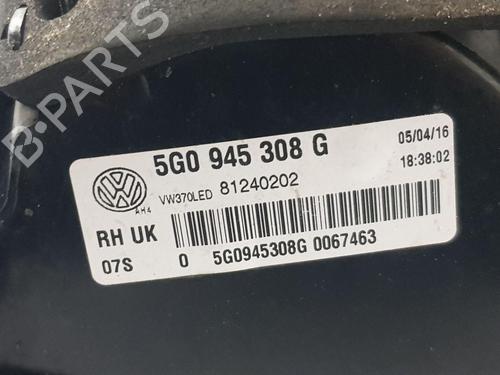 5G0 945 308 G
05/04/16
18:38:02
VW370LED 81240202
AH4
RH UK
07S
0 5G0945308G 0067463
B-PARTS